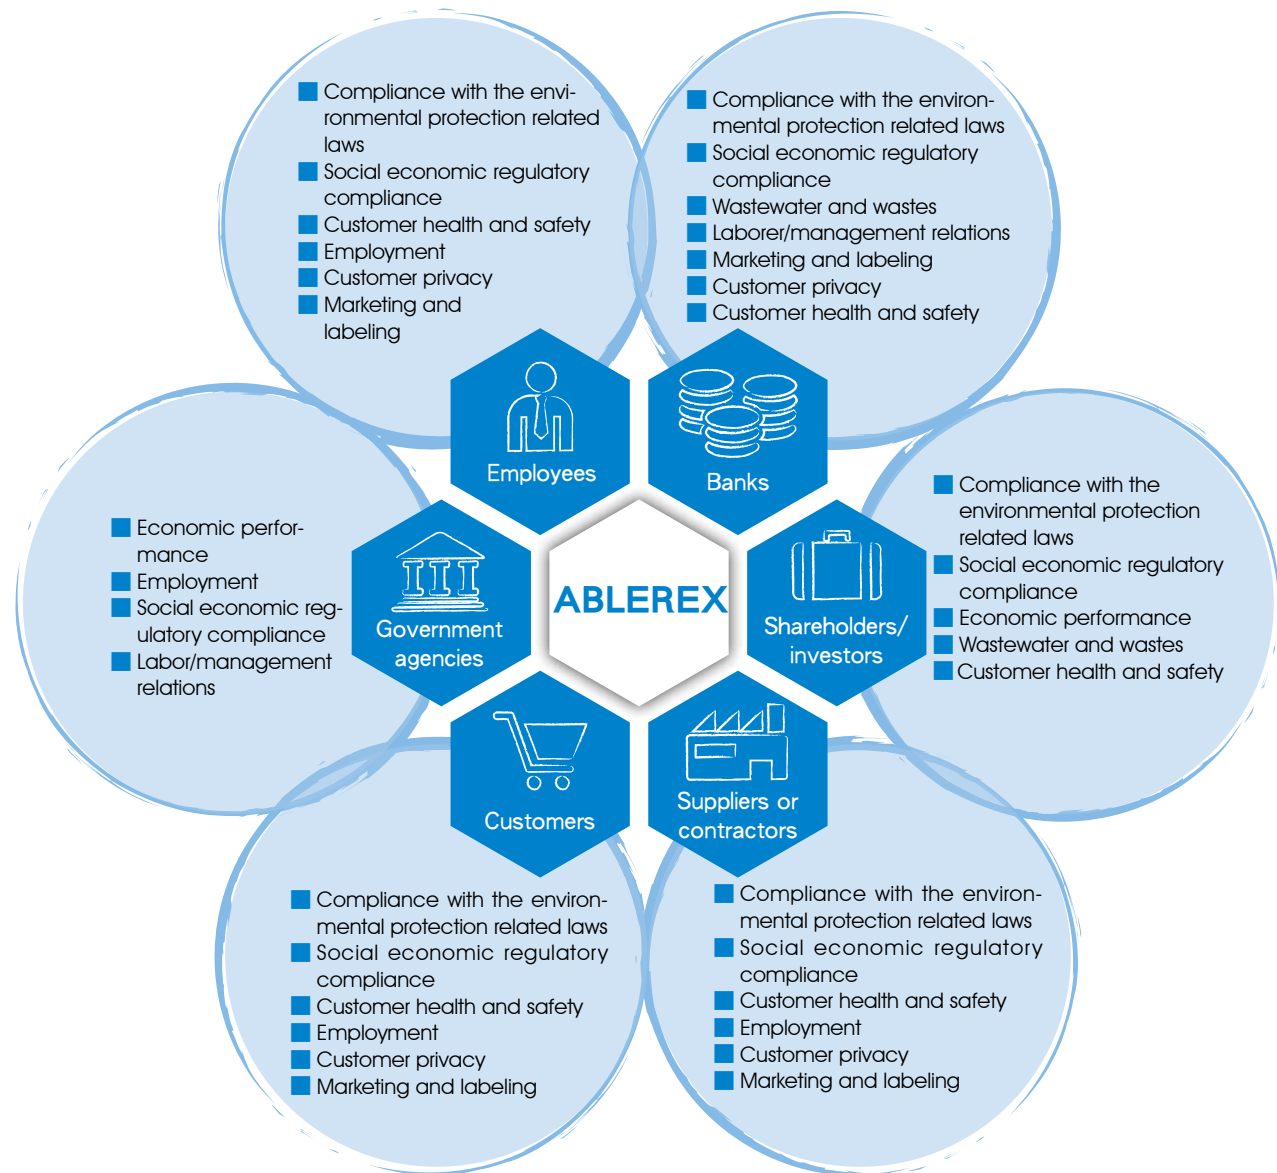 Compliance with the envi-
ronmental protection related
laws
Social economic regulatory
compliance
Customer health and safety
Employment
Customer privacy
Marketing and
labeling
Employees
Compliance with the environ-
mental protection related laws
Social economic regulatory
compliance
Wastewater and wastes
Laborer/management relations
Marketing and labeling
Customer privacy
Customer health and safety
Banks
Economic perfor-
mance
Employment
Social economic reg-
ulatory compliance
Labor/management
relations
Government
agencies
ABLEREX
Shareholders/
investors
Compliance with the
environmental protection
related laws
Social economic regulatory
compliance
Economic performance
Wastewater and wastes
Customer health and safety
Customers
Compliance with the environ-
mental protection related laws
Social economic regulatory
compliance
Customer health and safety
Employment
Customer privacy
Marketing and labeling
Suppliers or
contractors
Compliance with the environ-
mental protection related laws
Social economic regulatory
compliance
Customer health and safety
Employment
Customer privacy
Marketing and labeling